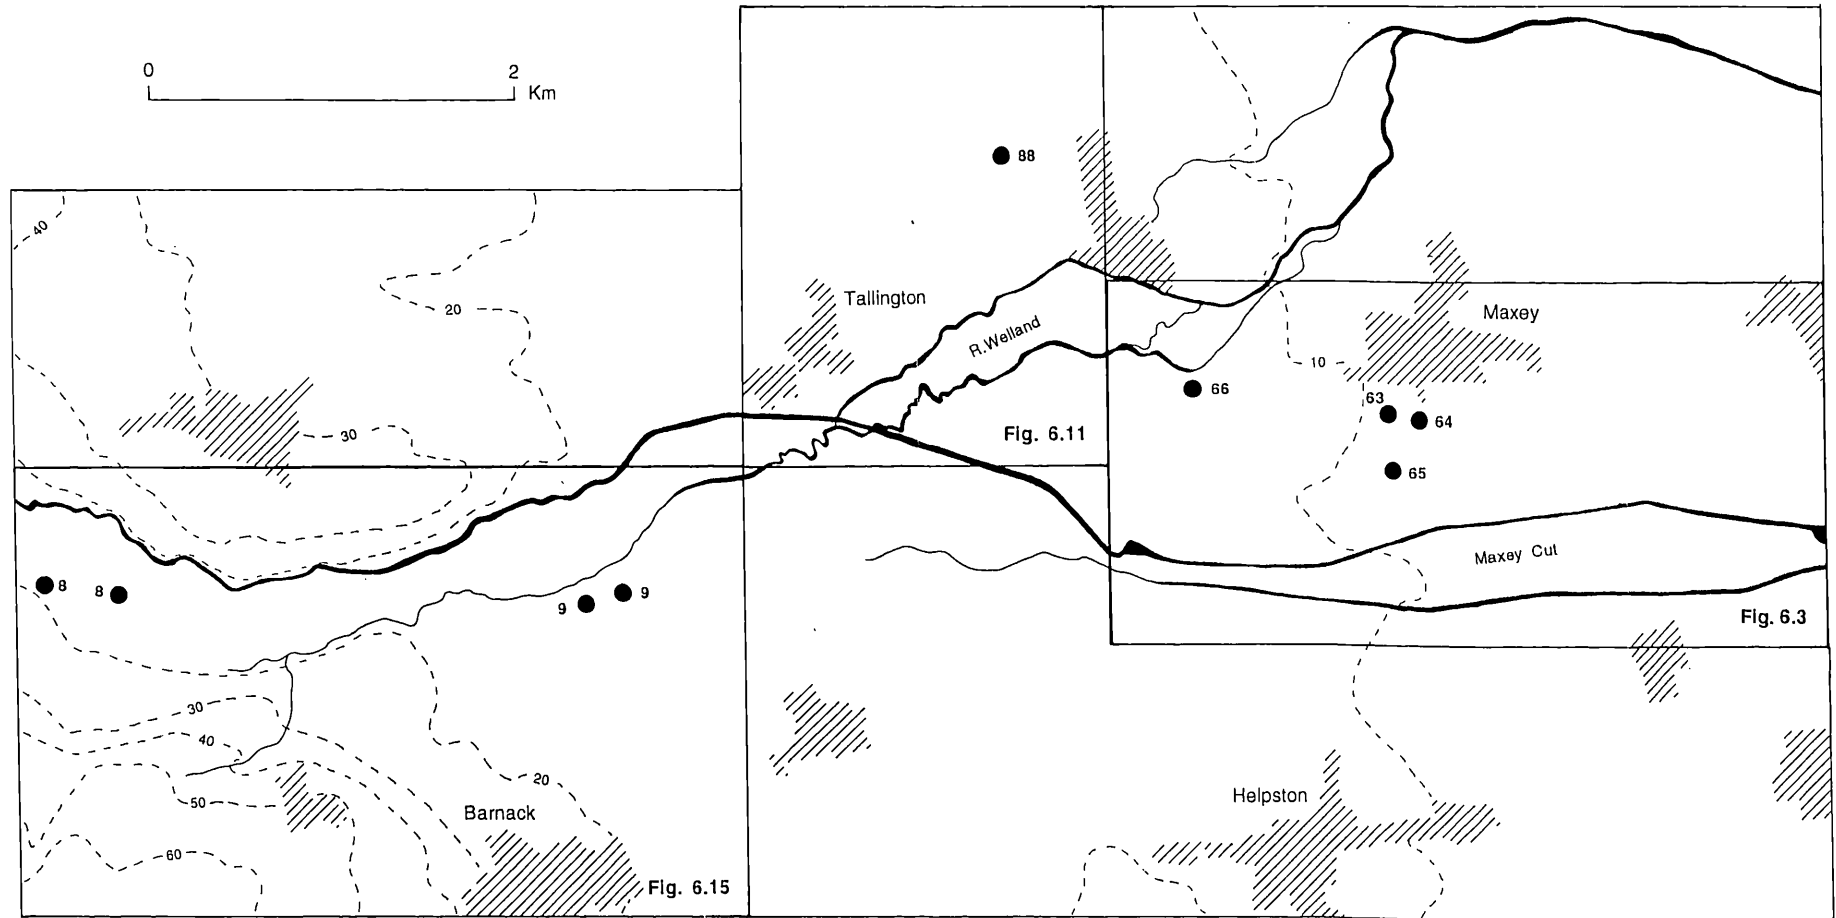 0 2
Km
88
40
Tallington
20
R. Welland
Maxey
10
66
63
64
30
Fig. 6.11
65
Maxey Cut
8
8
9
9
Fig. 6.3
30
40
20
50
Helpston
Barnack
60
Fig. 6.15